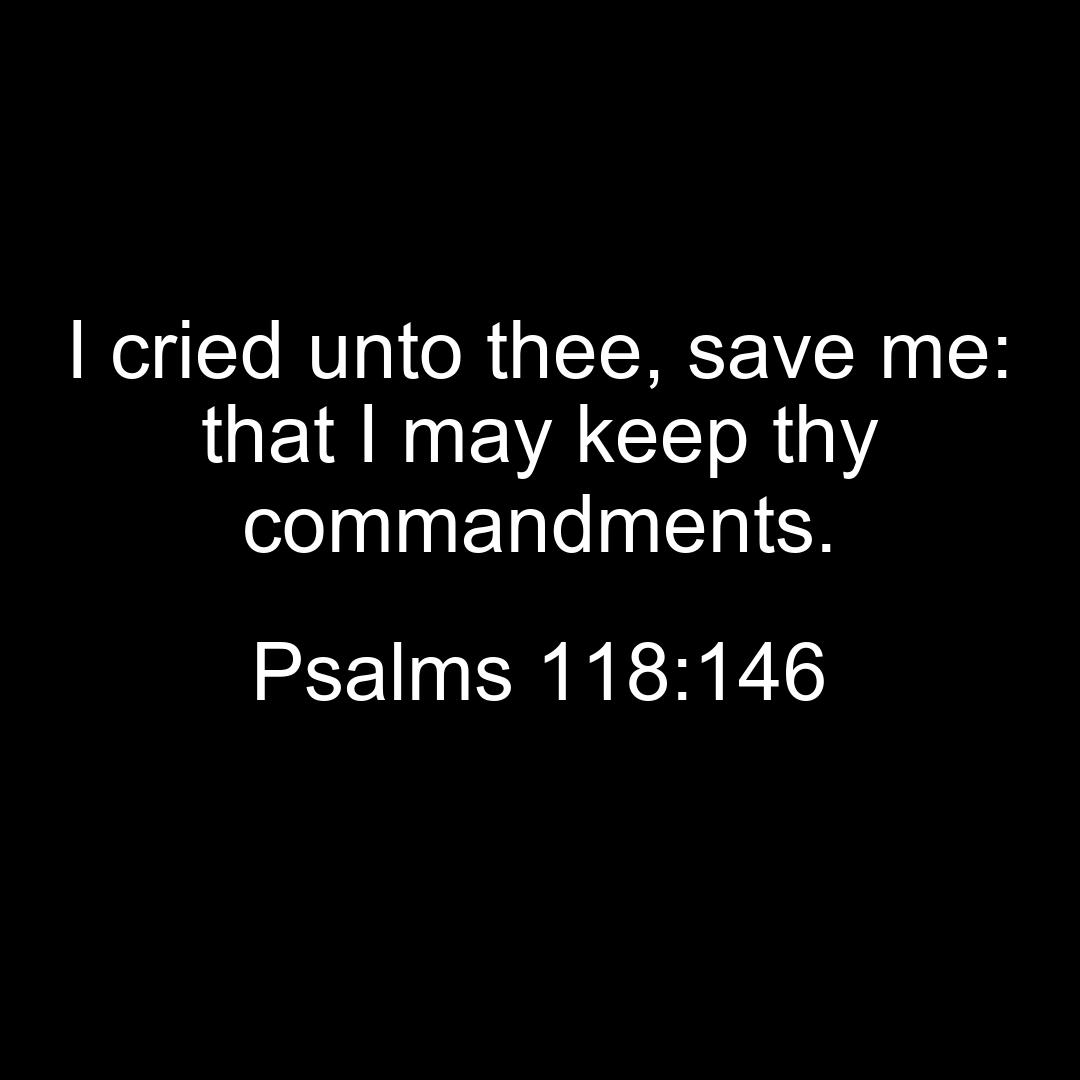 I cried unto thee, save me:
that I may keep thy
commandments.
Psalms 118:146